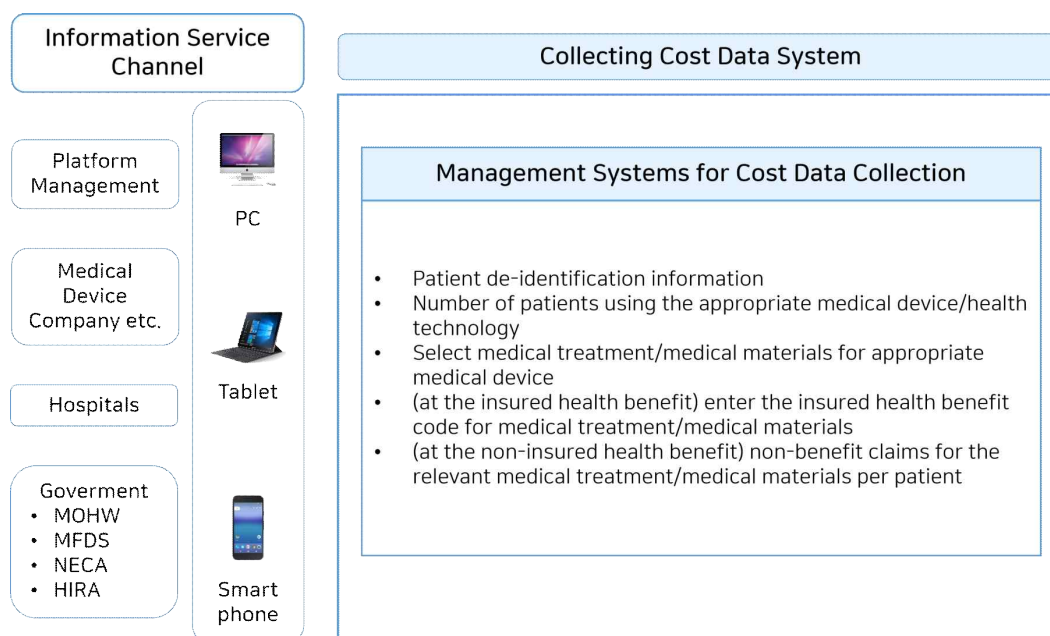 Information Service
Channel
Collecting Cost Data System
Platform
Management
Medical
Device
Company etc.
Hospitals
Goverment
• MOHW
• MFDS
• NECA
• HIRA
PC
Tablet
Smart
phone
Management Systems for Cost Data Collection
• Patient de-identification information
• Number of patients using the appropriate medical device/health
technology
• Select medical treatment/medical materials for appropriate
medical device
• (at the insured health benefit) enter the insured health benefit
code for medical treatment/medical materials
• (at the non-insured health benefit) non-benefit claims for the
relevant medical treatment/medical materials per patient